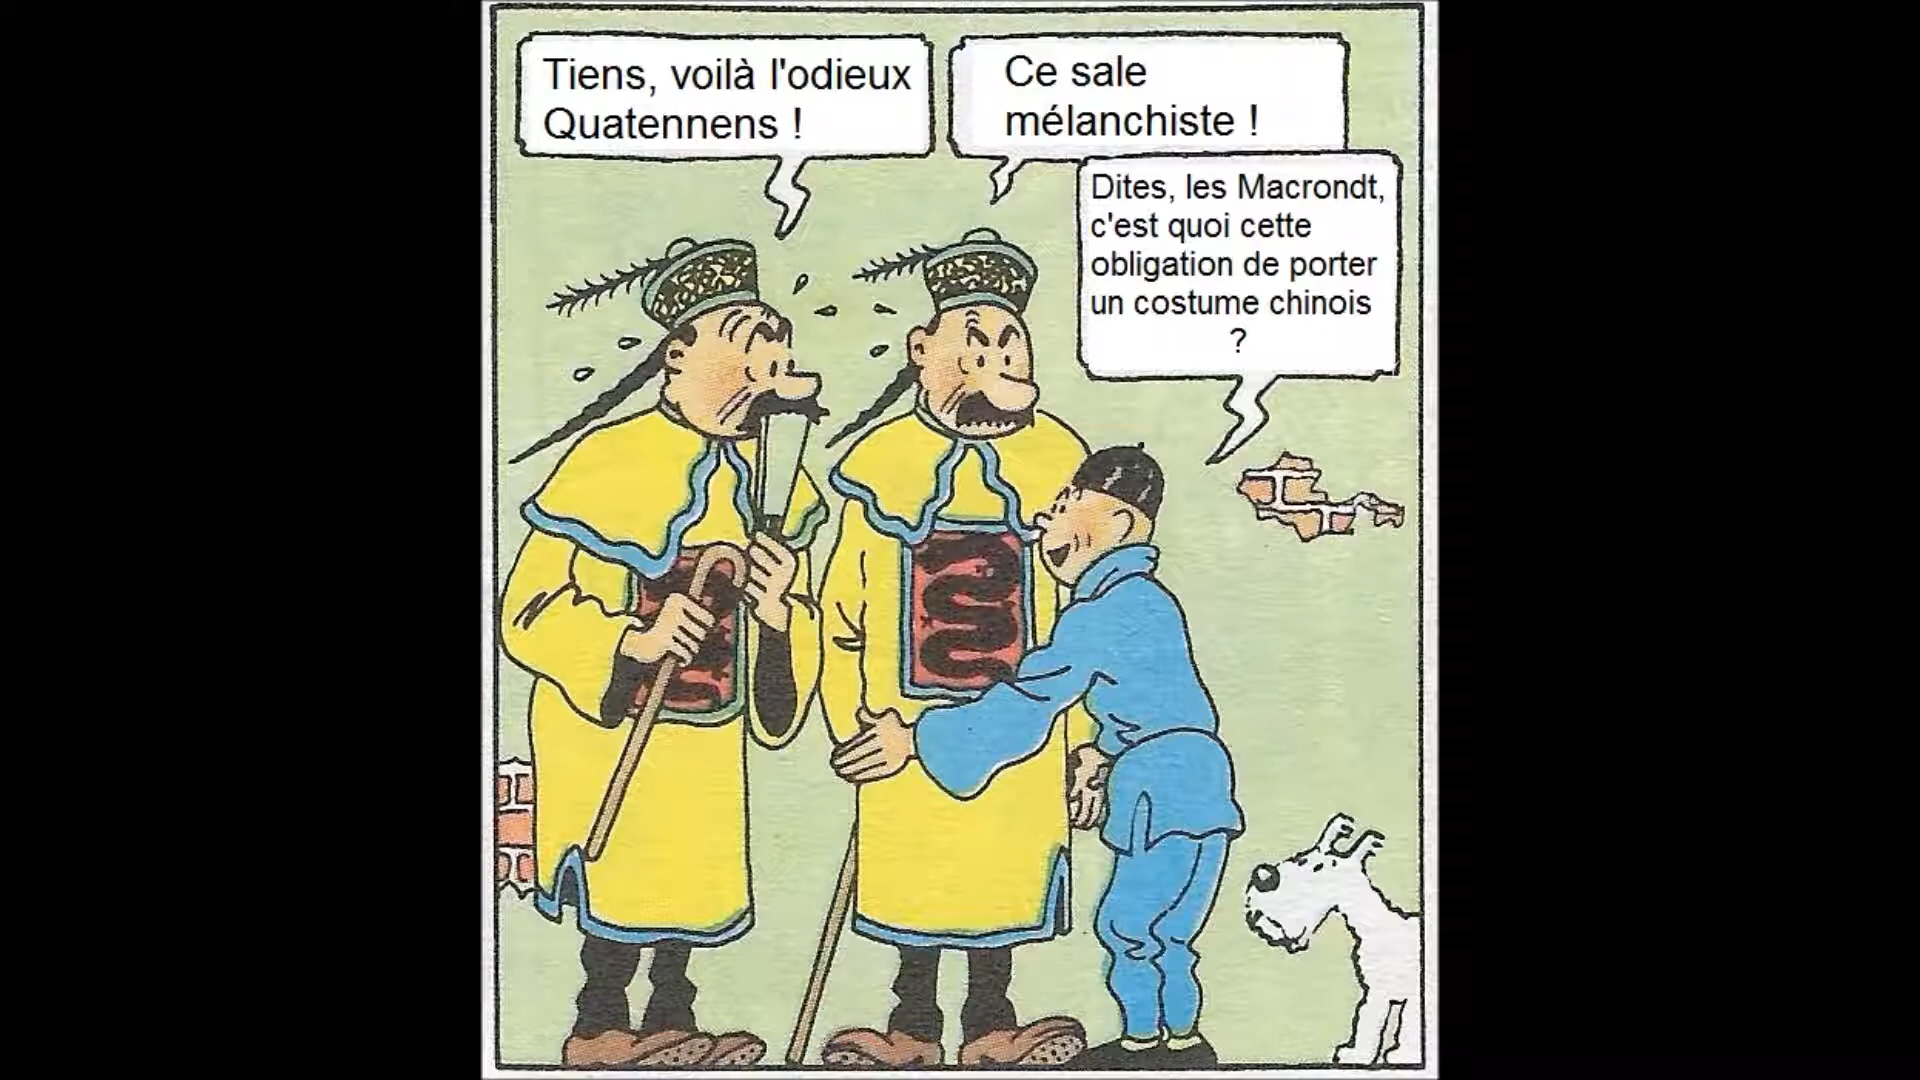 Tiens, voilà l'odieux
Quatennens !
Ce sale
mélanchiste !
Dites, les Macrondt,
c'est quoi cette
obligation de porter
un costume chinois
?